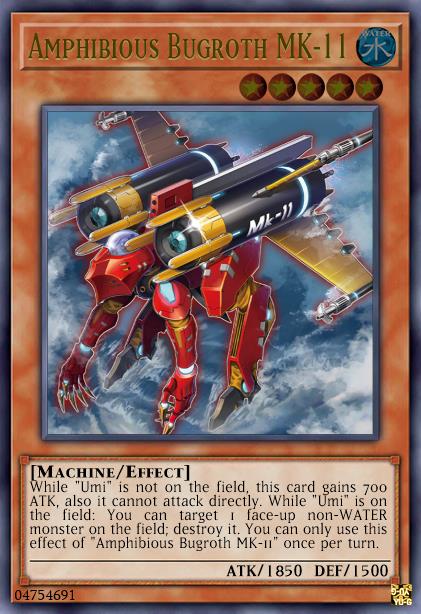 Amphibious Bugroth MK-11
WATER
水
Mk-11
[Machine/Effect]
While "Umi" is not on the field, this card gains 700
ATK, also it cannot attack directly. While "Umi" is on
the field: You can target 1 face-up non-WATER
monster on the field; destroy it. You can only use this
effect of "Amphibious Bugroth MK-11" once per turn.
ATK/1850 DEF/1500
04754691